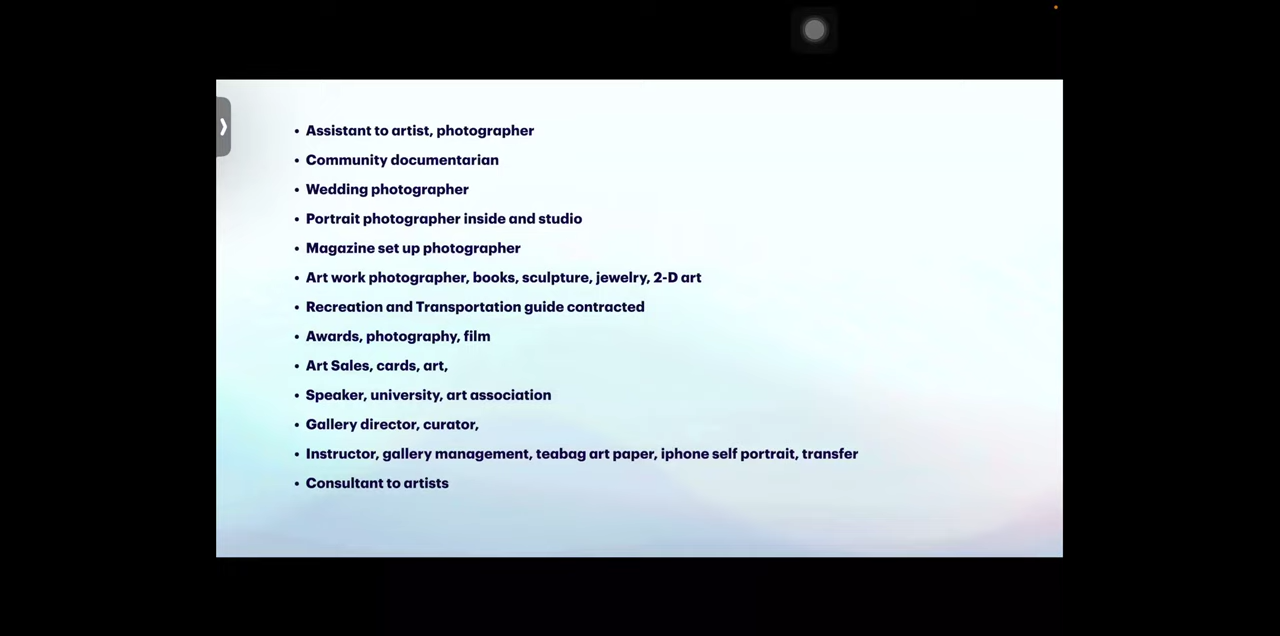 • Assistant to artist, photographer
• Community documentarian
• Wedding photographer
• Portrait photographer inside and studio
• Magazine set up photographer
• Art work photographer, books, sculpture, jewelry, 2-D art
• Recreation and Transportation guide contracted
• Awards, photography, film
• Art Sales, cards, art,
• Speaker, university, art association
• Gallery director, curator,
• Instructor, gallery management, teabag art paper, iphone self portrait, transfer
• Consultant to artists